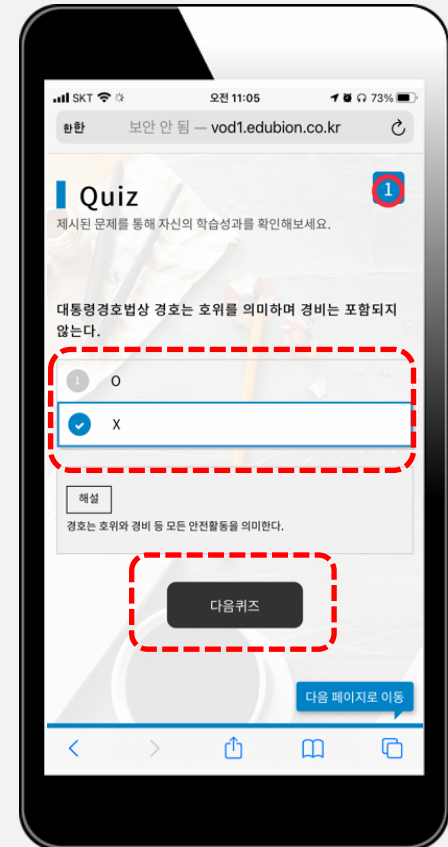 SKT 오전 11:05 73%
한한 보안 안 됨 — vod1.edubion.co.kr
Quiz 1
제시된 문제를 통해 자신의 학습성과를 확인해보세요.
대통령경호법상 경호는 호위를 의미하며 경비는 포함되지
않는다.
1 O
X
해설
경호는 호위와 경비 등 모든 안전활동을 의미한다.
다음퀴즈
다음 페이지로 이동